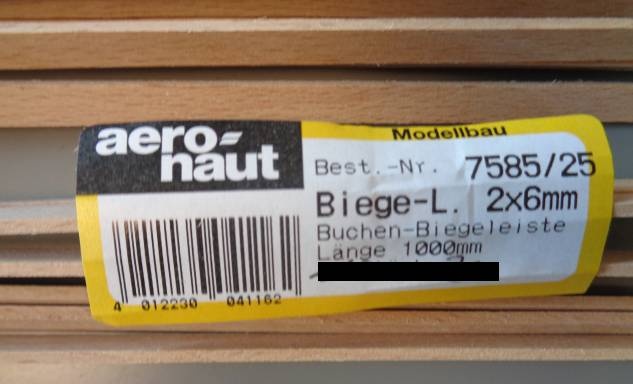 aero-
naut
Modellbau
Best.-Nr. 7585/25
Biege-L. 2x6mm
Buchen-Biegeleiste
Länge 1000mm
4 012230 041162